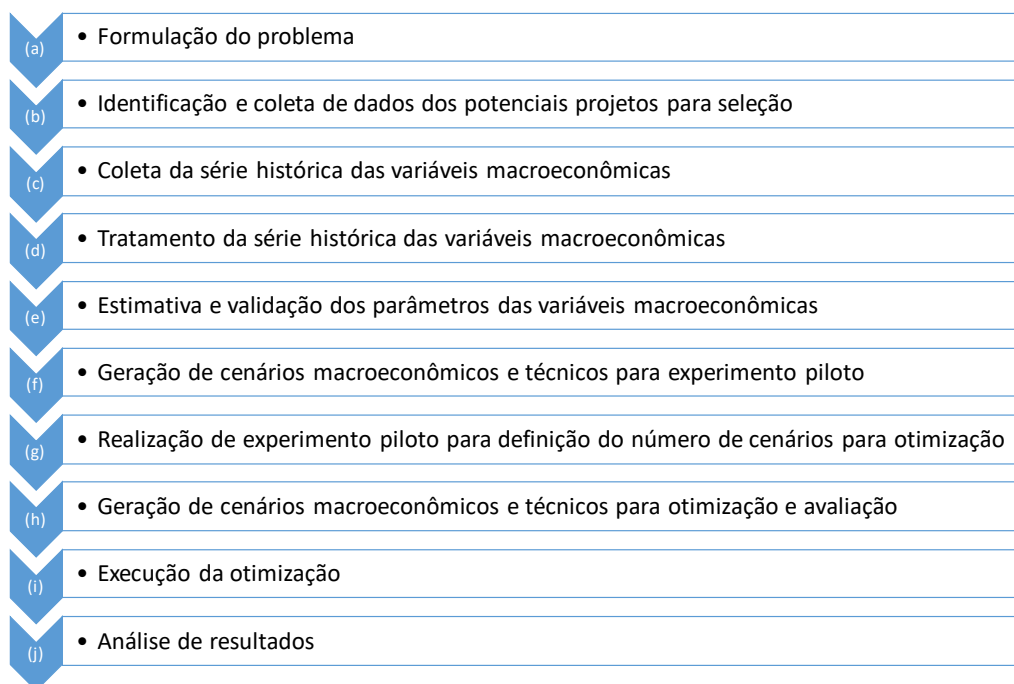 (a) • Formulação do problema
(b) • Identificação e coleta de dados dos potenciais projetos para seleção
(c) • Coleta da série histórica das variáveis macroeconômicas
(d) • Tratamento da série histórica das variáveis macroeconômicas
(e) • Estimativa e validação dos parâmetros das variáveis macroeconômicas
(f) • Geração de cenários macroeconômicos e técnicos para experimento piloto
(g) • Realização de experimento piloto para definição do número de cenários para otimização
(h) • Geração de cenários macroeconômicos e técnicos para otimização e avaliação
(i) • Execução da otimização
(j) • Análise de resultados